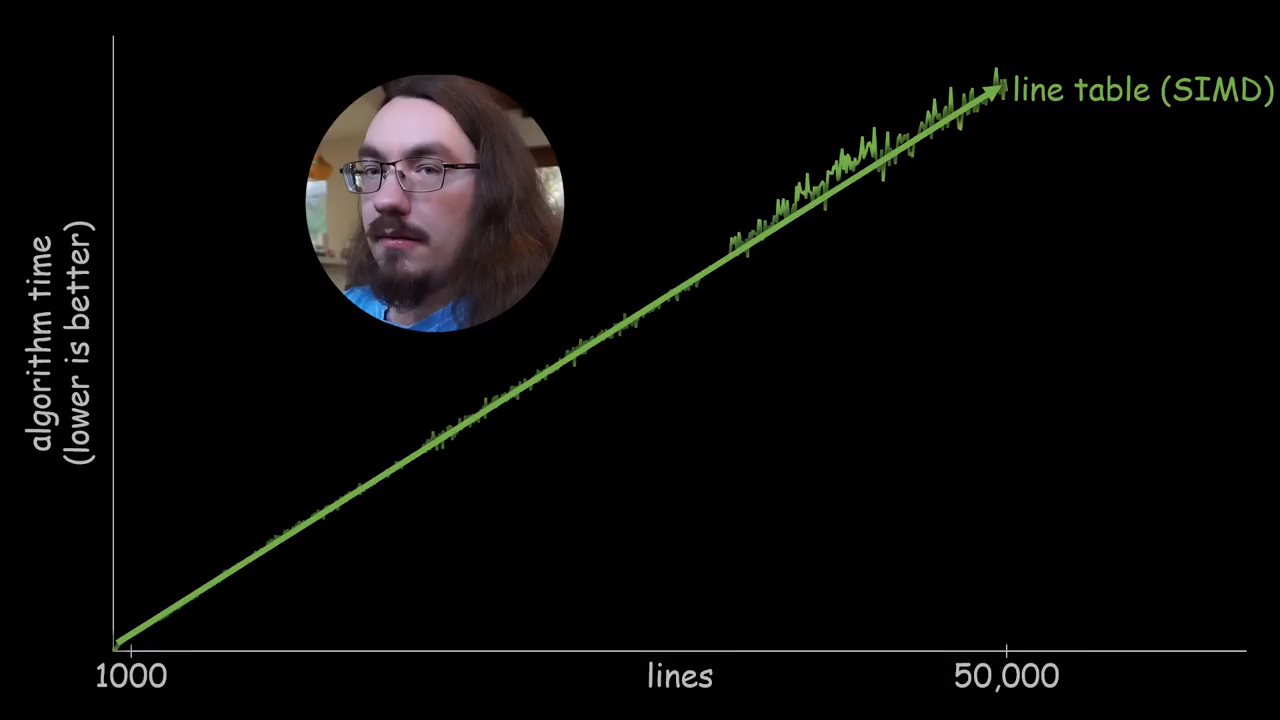 line table (SIMD)
algorithm time
(lower is better)
1000
lines
50,000